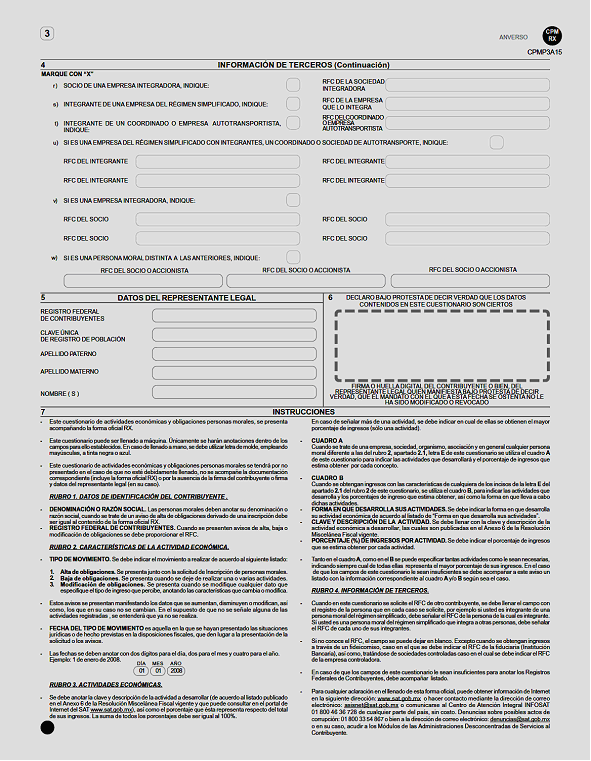 3
ANVERSO
CPM
RX
CPMP3A15
4 INFORMACIÓN DE TERCEROS (Continuación)
MARQUE CON "X"
r) SOCIO DE UNA EMPRESA INTEGRADORA, INDIQUE:
RFC DE LA SOCIEDAD
INTEGRADORA
s) INTEGRANTE DE UNA EMPRESA DEL RÉGIMEN SIMPLIFICADO, INDIQUE:
RFC DE LA EMPRESA
QUE LO INTEGRA
t) INTEGRANTE DE UN COORDINADO O EMPRESA AUTOTRANSPORTISTA,
INDIQUE:
RFC DEL COORDINADO
O EMPRESA
AUTOTRANSPORTISTA
u) SI ES UNA EMPRESA DEL RÉGIMEN SIMPLIFICADO CON INTEGRANTES, UN COORDINADO O SOCIEDAD DE AUTOTRANSPORTE, INDIQUE:
RFC DEL INTEGRANTE RFC DEL INTEGRANTE
RFC DEL INTEGRANTE RFC DEL INTEGRANTE
v) SI ES UNA EMPRESA INTEGRADORA, INDIQUE:
RFC DEL SOCIO RFC DEL SOCIO
RFC DEL SOCIO RFC DEL SOCIO
w) SI ES UNA PERSONA MORAL DISTINTA A LAS ANTERIORES, INDIQUE:
RFC DEL SOCIO O ACCIONISTA RFC DEL SOCIO O ACCIONISTA RFC DEL SOCIO O ACCIONISTA
5 DATOS DEL REPRESENTANTE LEGAL
REGISTRO FEDERAL
DE CONTRIBUYENTES
CLAVE ÚNICA
DE REGISTRO DE POBLACIÓN
APELLIDO PATERNO
APELLIDO MATERNO
NOMBRE ( S )
6 DECLARO BAJO PROTESTA DE DECIR VERDAD QUE LOS DATOS
CONTENIDOS EN ESTE CUESTIONARIO SON CIERTOS
FIRMA O HUELLA DIGITAL DEL CONTRIBUYENTE O BIEN, DEL
REPRESENTANTE LEGAL QUIEN MANIFIESTA BAJO PROTESTA DE DECIR
VERDAD, QUE EL MANDATO CON EL QUE A ESTA FECHA SE OSTENTA NO LE
HA SIDO MODIFICADO O REVOCADO
7 INSTRUCCIONES
- Este cuestionario de actividades económicas y obligaciones personas morales, se presenta
acompañando la forma oficial RX.
- Este cuestionario puede ser llenado a máquina. Únicamente se harán anotaciones dentro de los
campos para ello establecidos. En caso de llenado a mano, se debe utilizar letra de molde, empleando
mayúsculas, a tinta negra o azul.
- Este cuestionario de actividades económicas y obligaciones personas morales se tendrá por no
presentado en el caso de que no esté debidamente llenado, no se acompañe la documentación
correspondiente (incluye la forma oficial RX) o por la ausencia de la firma del contribuyente o firma
y datos del representante legal (en su caso).
RUBRO 1. DATOS DE IDENTIFICACIÓN DEL CONTRIBUYENTE .
- DENOMINACIÓN O RAZÓN SOCIAL. Las personas morales deben anotar su denominación o
razón social, cuando se trate de un aviso de alta de obligaciones derivado de una inscripción debe
ser igual al contenido de la forma oficial RX.
- REGISTRO FEDERAL DE CONTRIBUYENTES. Cuando se presenten avisos de alta, baja o
modificación de obligaciones se debe proporcionar el RFC.
RUBRO 2. CARACTERÍSTICAS DE LA ACTIVIDAD ECONÓMICA.
- TIPO DE MOVIMIENTO. Se debe indicar el movimiento a realizar de acuerdo al siguiente listado:
1. Alta de obligaciones. Se presenta junto con la solicitud de Inscripción de personas morales.
2. Baja de obligaciones. Se presenta cuando se deje de realizar una o varias actividades.
3. Modificación de obligaciones. Se presenta cuando se modifique cualquier dato que
especifique el tipo de ingreso que percibe, anotando las características que cambia o modifica.
- Estos avisos se presentan manifestando los datos que se aumentan, disminuyen o modifican, así
como, los que en su caso no se cambian. En el supuesto de que no se señale alguna de las
actividades registradas , se entenderá que ya no se realiza.
- FECHA DEL TIPO DE MOVIMIENTO es aquella en la que se hayan presentado las situaciones
jurídicas o de hecho previstas en la disposiciones fiscales, que den lugar a la presentación de la
solicitud o los avisos.
- Las fechas se deben anotar con dos dígitos para el día, dos para el mes y cuatro para el año.
Ejemplo: 1 de enero de 2008.
DÍA MES AÑO
01 01 2008
RUBRO 3. ACTIVIDADES ECONÓMICAS.
- Se debe anotar la clave y descripción de la actividad a desarrollar (de acuerdo al listado publicado
en el Anexo 6 de la Resolución Miscelánea Fiscal vigente y que puede consultar en el portal de
Internet del SAT www.sat.gob.mx), así como el porcentaje que ésta representa respecto del total
de sus ingresos. La suma de todos los porcentajes debe ser igual al 100%.
En caso de señalar más de una actividad, se debe indicar en cual de ellas se obtienen el mayor
porcentaje de ingresos (sólo una actividad).
- CUADRO A
Cuando se trate de una empresa, sociedad, organismo, asociación y en general cualquier persona
moral diferente a las del rubro 2, apartado 2.1, letra E de este cuestionario se utiliza el cuadro A
de este cuestionario para indicar las actividades que desarrollará y el porcentaje de ingresos que
estima obtener por cada concepto.
- CUADRO B
Cuando se obtengan ingresos con las características de cualquiera de los incisos de la letra E del
apartado 2.1 del rubro 2 de este cuestionario, se utiliza el cuadro B, para indicar las actividades que
desarrolla y los porcentajes de ingreso que estima obtener, así como la forma en que lleva a cabo
dichas actividades.
- FORMA EN QUE DESARROLLA SUS ACTIVIDADES. Se debe indicar la forma en que desarrolla
su actividad económica de acuerdo al listado de "Forma en que desarrolla sus actividades".
- CLAVE Y DESCRIPCIÓN DE LA ACTIVIDAD. Se debe llenar con la clave y descripción de la
actividad económica a desarrollar, las cuales son publicadas en el Anexo 6 de la Resolución
Miscelánea Fiscal vigente.
- PORCENTAJE (%) DE INGRESOS POR ACTIVIDAD. Se debe indicar el porcentaje de ingresos
que se estima obtener por cada actividad.
- Tanto en el cuadro A, como en el B se puede especificar tantas actividades como le sean necesarias,
indicando siempre cual de todas ellas representa el mayor porcentaje de sus ingresos. En el caso
de que los campos de este cuestionario le sean insuficientes se debe acompañar a este aviso un
listado con la información correspondiente al cuadro A y/o B según sea el caso.
RUBRO 4. INFORMACIÓN DE TERCEROS.
- Cuando en este cuestionario se solicite el RFC de otro contribuyente, se debe llenar el campo con
el registro de la persona que en cada caso se solicite, por ejemplo si usted es integrante de una
persona moral del régimen simplificado, debe señalar el RFC de la persona de la cual es integrante.
Si usted es una persona moral del régimen simplificado que integra a otras personas, debe señalar
el RFC de cada uno de sus integrantes.
Si no conoce el RFC, el campo se puede dejar en blanco. Excepto cuando se obtengan ingresos
a través de un fideicomiso, caso en el que se debe indicar el RFC de la fiduciaria (Institución
Bancaria), así como, tratándose de sociedades controladas caso en el cual se debe indicar el RFC
de la empresa controladora.
- En caso de que los campos de este cuestionario le sean insuficientes para anotar los Registros
Federales de Contribuyentes, debe acompañar listado.
- Para cualquier aclaración en el llenado de esta forma oficial, puede obtener información de Internet
en la siguiente dirección: www.sat.gob.mx, o hacer contacto mediante la dirección de correo
electrónico: asisnet@sat.gob.mx o comunicarse al Centro de Atención Integral INFOSAT
01 800 46 36 728 de cualquier parte del país, sin costo. Denuncias sobre posibles actos de
corrupción: 01 800 33 54 867 o bien a la dirección de correo electrónico: denuncias@sat.gob.mx
o en su caso, acudir a los Módulos de las Administraciones Desconcentradas de Servicios al
Contribuyente.